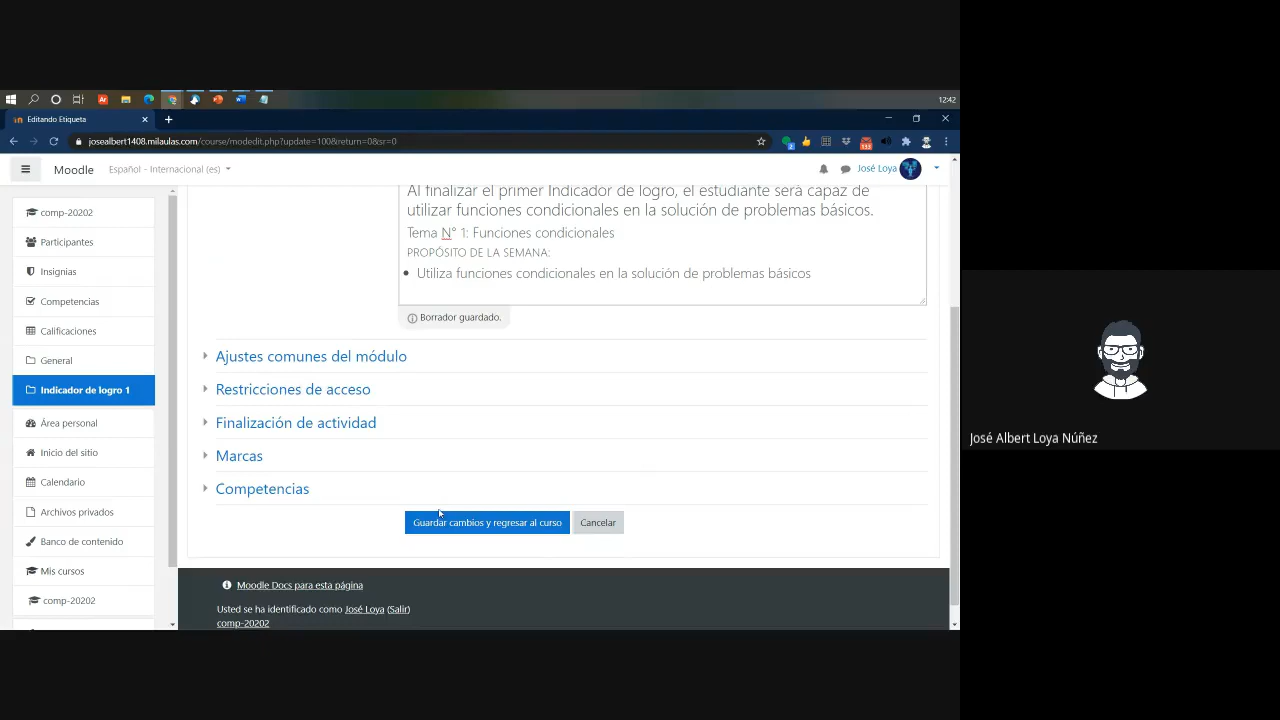 12:42
Editando Etiqueta
josealbert1408.milaulas.com/course/modedit.php?update=100&return=0&sr=0
Moodle
Español - Internacional (es)
José Loya
comp-20202
Participantes
Insignias
Competencias
Calificaciones
General
Indicador de logro 1
Área personal
Inicio del sitio
Calendario
Archivos privados
Banco de contenido
Mis cursos
comp-20202
Al finalizar el primer Indicador de logro, el estudiante será capaz de
utilizar funciones condicionales en la solución de problemas básicos.
Tema N° 1: Funciones condicionales
PROPÓSITO DE LA SEMANA:
Utiliza funciones condicionales en la solución de problemas básicos
Borrador guardado.
Ajustes comunes del módulo
Restricciones de acceso
Finalización de actividad
Marcas
Competencias
Guardar cambios y regresar al curso
Cancelar
Moodle Docs para esta página
Usted se ha identificado como José Loya (Salir)
comp-20202
José Albert Loya Núñez